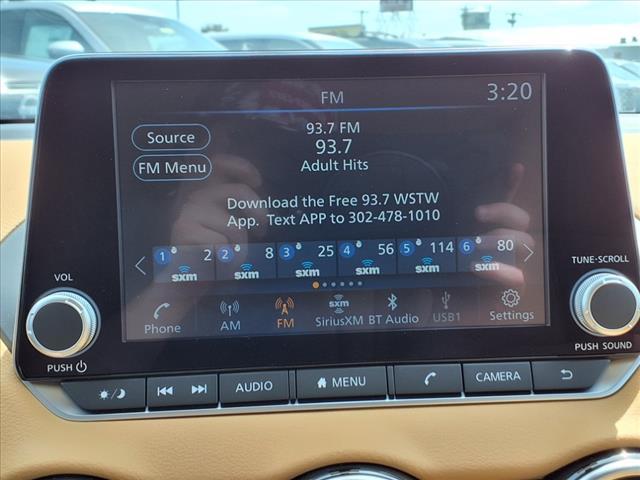 FM
3:20
Source
93.7 FM
93.7
FM Menu
Adult Hits
Download the Free 93.7 WSTW
App. Text APP to 302-478-1010
1 2 2 8 3 25 4 56 5 114 6 80
sxm sxm sxm sxm sxm sxm
Phone AM FM SiriusXM BT Audio USB1 Settings
VOL
TUNE·SCROLL
PUSH
PUSH SOUND
AUDIO MENU CAMERA